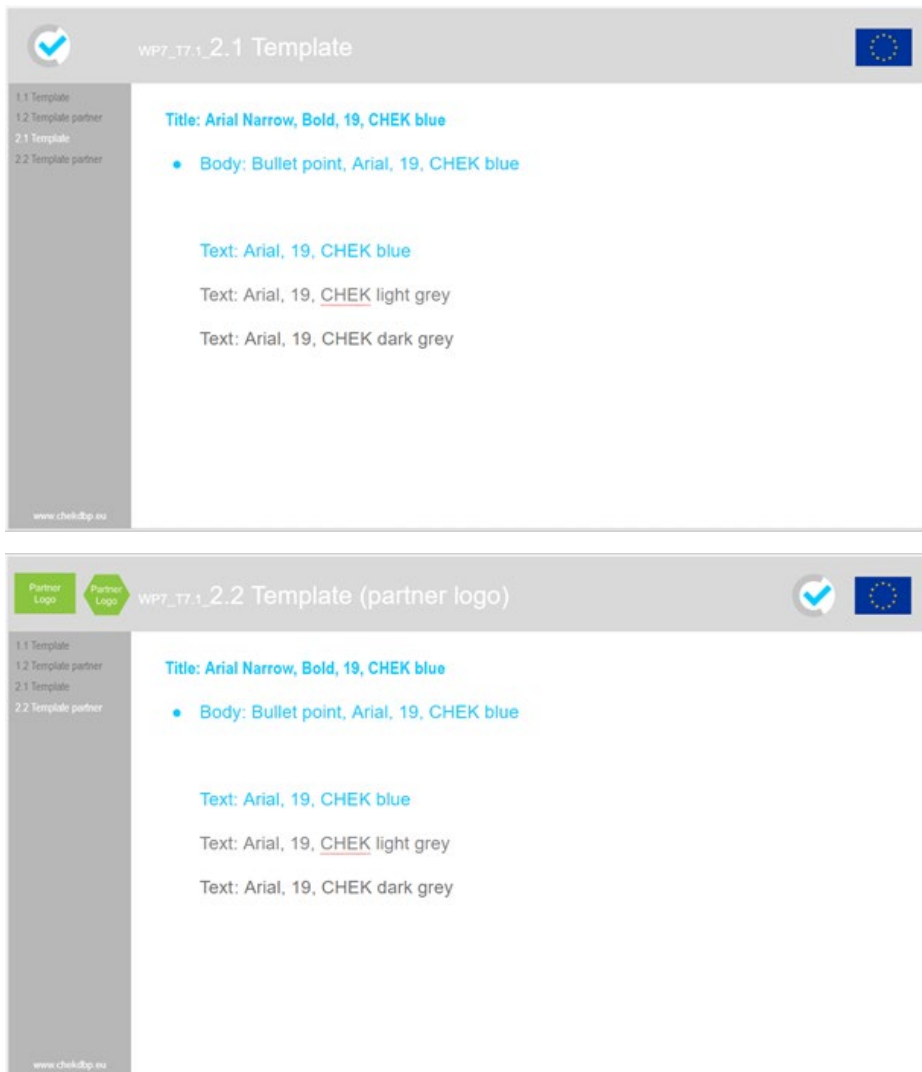 WP7_T7.1_2.1 Template
1.1 Template
1.2 Template partner
2.1 Template
2.2 Template partner
Title: Arial Narrow, Bold, 19, CHEK blue
● Body: Bullet point, Arial, 19, CHEK blue
Text: Arial, 19, CHEK blue
Text: Arial, 19, CHEK light grey
Text: Arial, 19, CHEK dark grey
www.chekdbp.eu
Partner
Logo
Partner
Logo
WP7_T7.1_2.2 Template (partner logo)
1.1 Template
1.2 Template partner
2.1 Template
2.2 Template partner
Title: Arial Narrow, Bold, 19, CHEK blue
● Body: Bullet point, Arial, 19, CHEK blue
Text: Arial, 19, CHEK blue
Text: Arial, 19, CHEK light grey
Text: Arial, 19, CHEK dark grey
www.chekdbp.eu